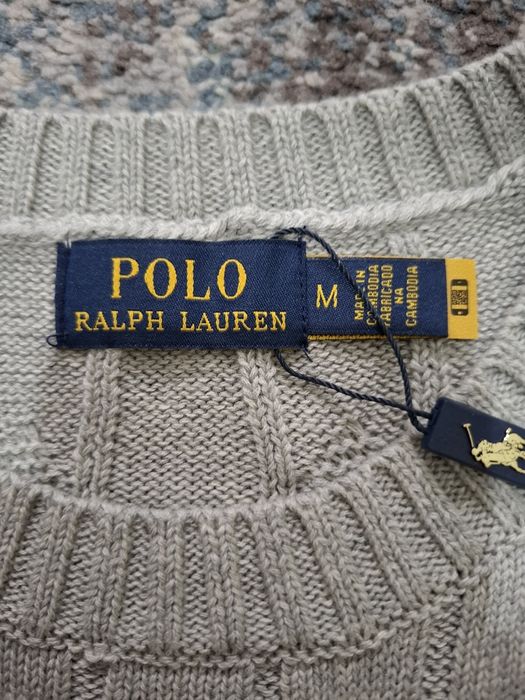 POLO
RALPH LAUREN
M
MADE IN
CAMBODIA
FABRICADO
NA
CAMBODIA